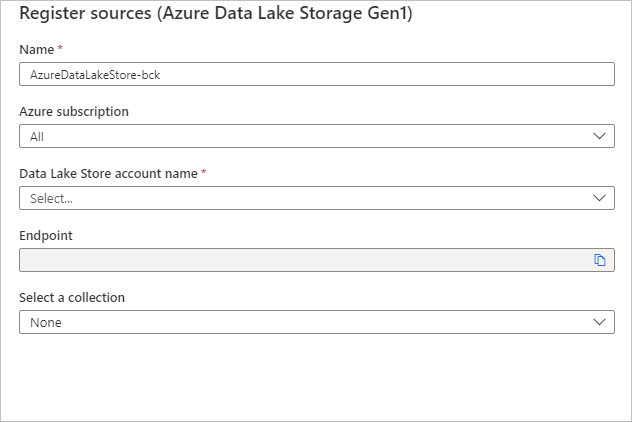 Register sources (Azure Data Lake Storage Gen1)
Name *
AzureDataLakeStore-bck
Azure subscription
All
Data Lake Store account name *
Select...
Endpoint
Select a collection
None